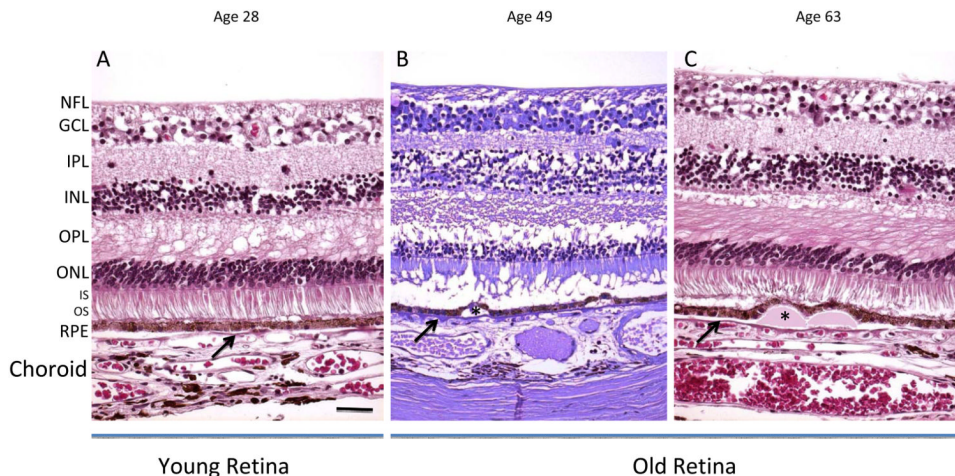 Age 28
Age 49
Age 63
A
B
C
NFL
GCL
IPL
INL
OPL
ONL
IS
OS
RPE
Choroid
*
*
Young Retina
Old Retina